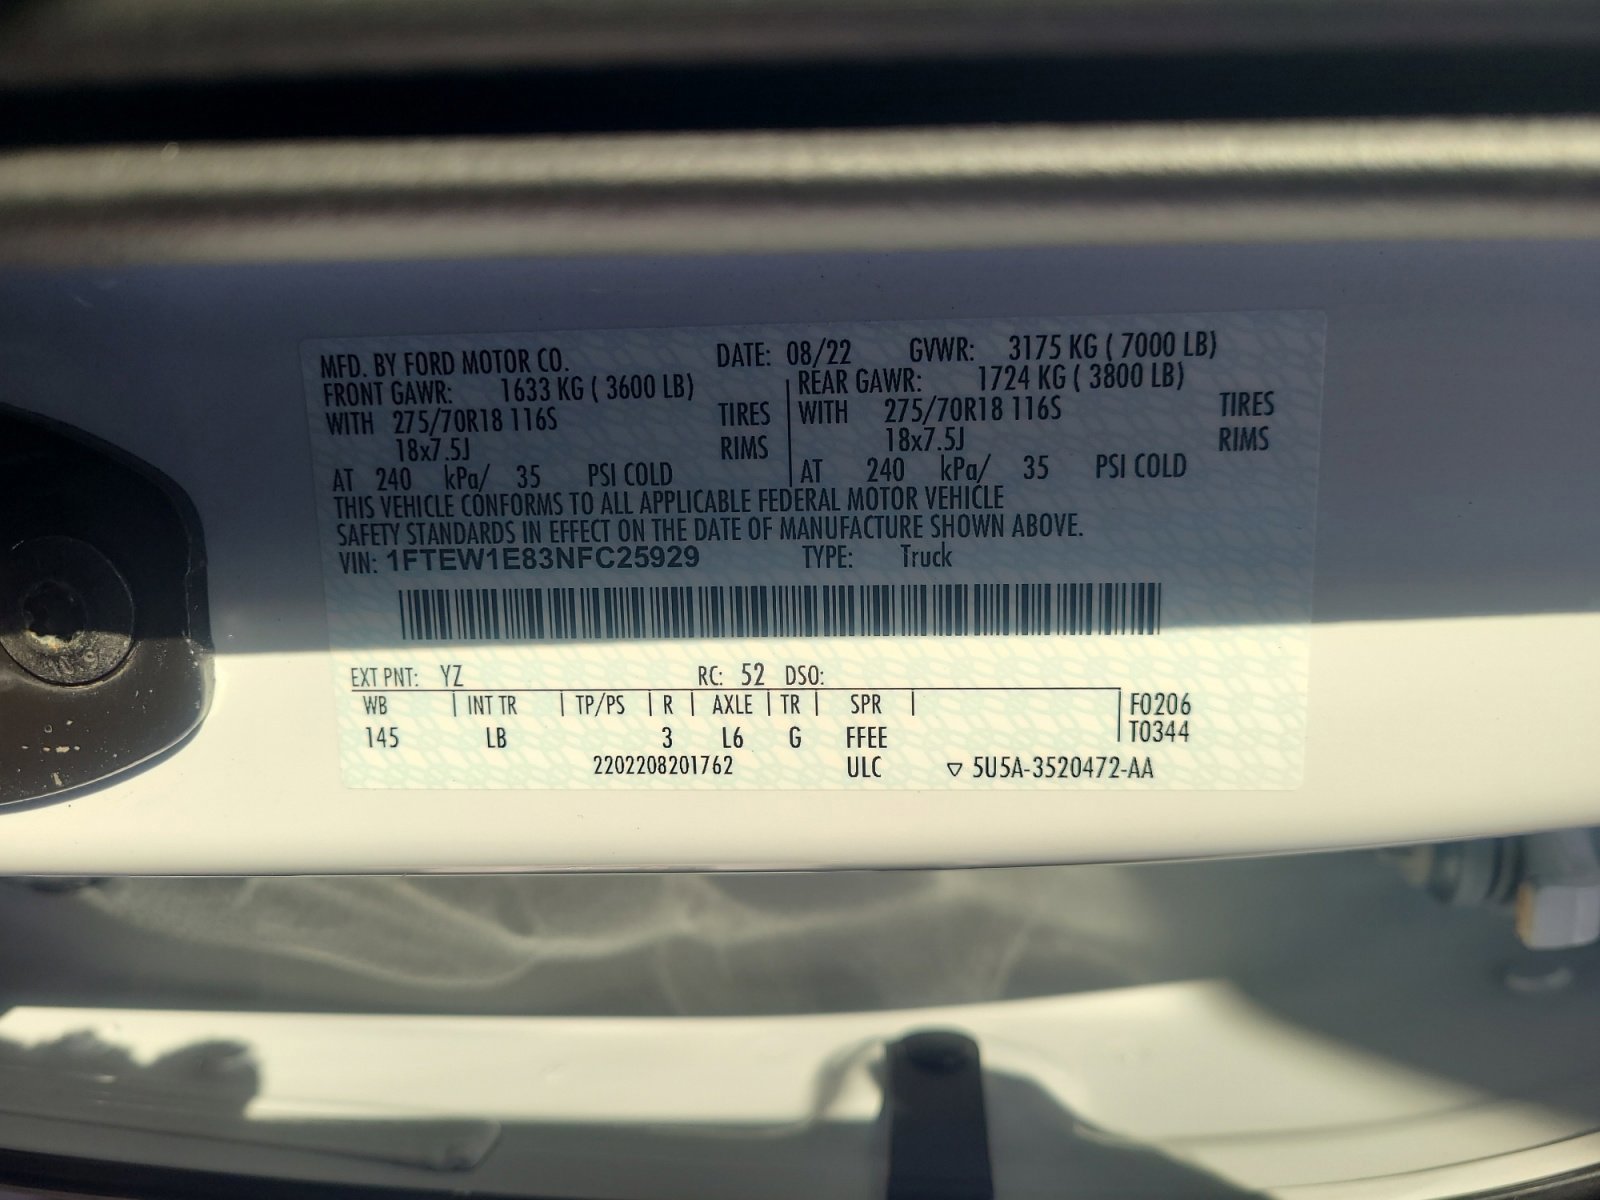 MFD. BY FORD MOTOR CO. DATE: 08/22 GVWR: 3175 KG ( 7000 LB)
FRONT GAWR: 1633 KG ( 3600 LB) REAR GAWR: 1724 KG ( 3800 LB)
WITH 275/70R18 116S TIRES WITH 275/70R18 116S TIRES
18x7.5J RIMS 18x7.5J RIMS
AT 240 kPa/ 35 PSI COLD AT 240 kPa/ 35 PSI COLD
THIS VEHICLE CONFORMS TO ALL APPLICABLE FEDERAL MOTOR VEHICLE
SAFETY STANDARDS IN EFFECT ON THE DATE OF MANUFACTURE SHOWN ABOVE.
VIN: 1FTEW1E83NFC25929 TYPE: Truck
EXT PNT: YZ RC: 52 DSO:
WB | INT TR | TP/PS | R | AXLE | TR | SPR | F0206
145 LB 3 L6 G FFEE T0344
2202208201762 ULC ▽ 5U5A-3520472-AA